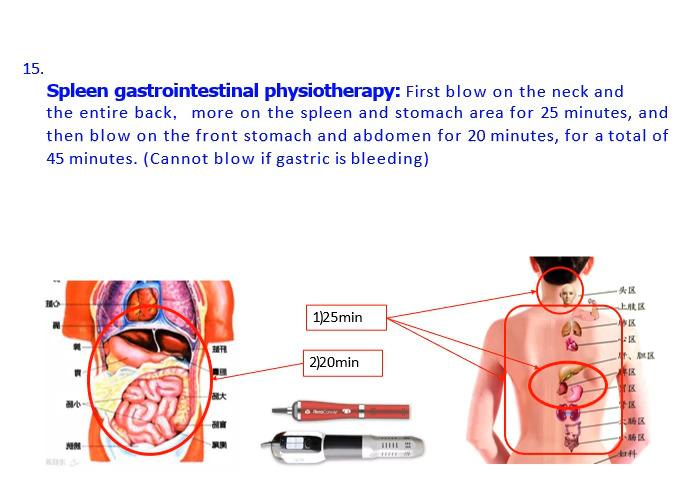 15.
Spleen gastrointestinal physiotherapy: First blow on the neck and
the entire back, more on the spleen and stomach area for 25 minutes, and
then blow on the front stomach and abdomen for 20 minutes, for a total of
45 minutes. (Cannot blow if gastric is bleeding)
1)25min
2)20min
头区
上肢区
肺区
心区
肝、胆区
脾区
胃区
肾区
大肠区
小肠区
妇科